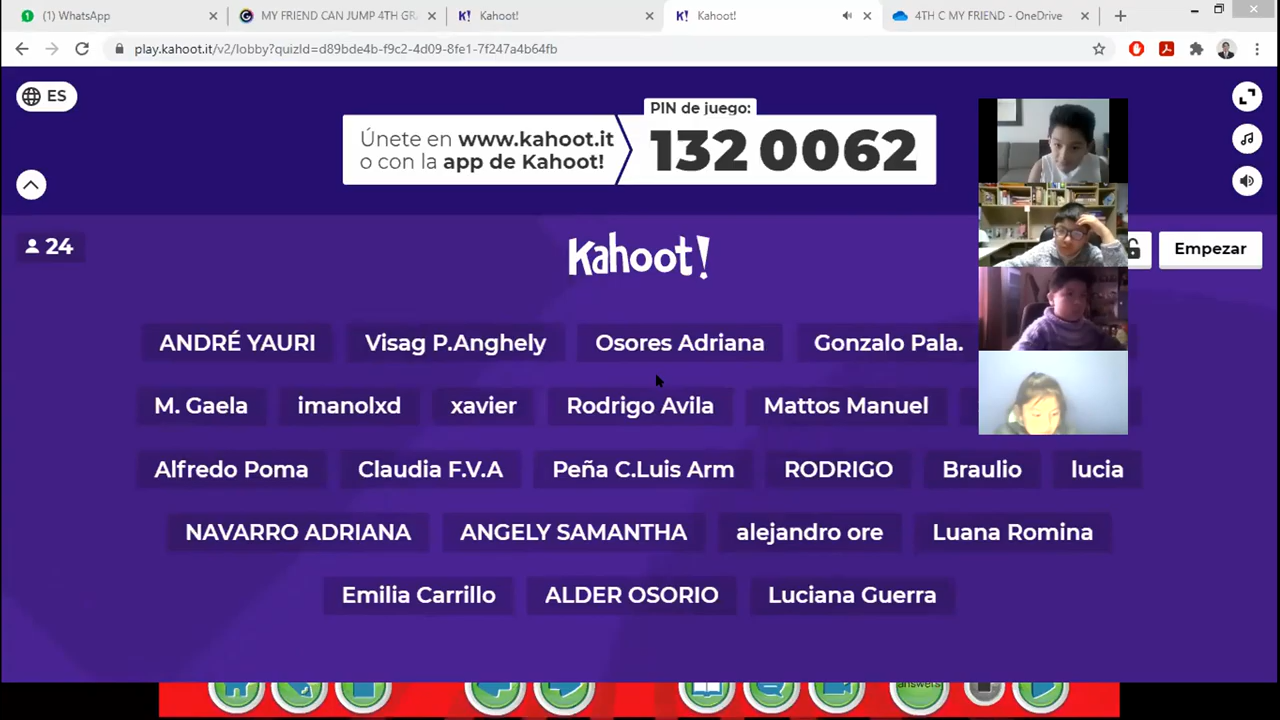 (1) WhatsApp
MY FRIEND CAN JUMP 4TH GR
Kahoot!
Kahoot!
4TH C MY FRIEND - OneDrive
play.kahoot.it/v2/lobby?quizId=d89bde4b-f9c2-4d09-8fe1-7f247a4b64fb
ES
PIN de juego:
Únete en www.kahoot.it
o con la app de Kahoot!
132 0062
24
Kahoot!
Empezar
ANDRÉ YAURI Visag P.Anghely Osores Adriana Gonzalo Pala.
M. Gaela imanolxd xavier Rodrigo Avila Mattos Manuel
Alfredo Poma Claudia F.V.A Peña C.Luis Arm RODRIGO Braulio lucia
NAVARRO ADRIANA ANGELY SAMANTHA alejandro ore Luana Romina
Emilia Carrillo ALDER OSORIO Luciana Guerra
answers